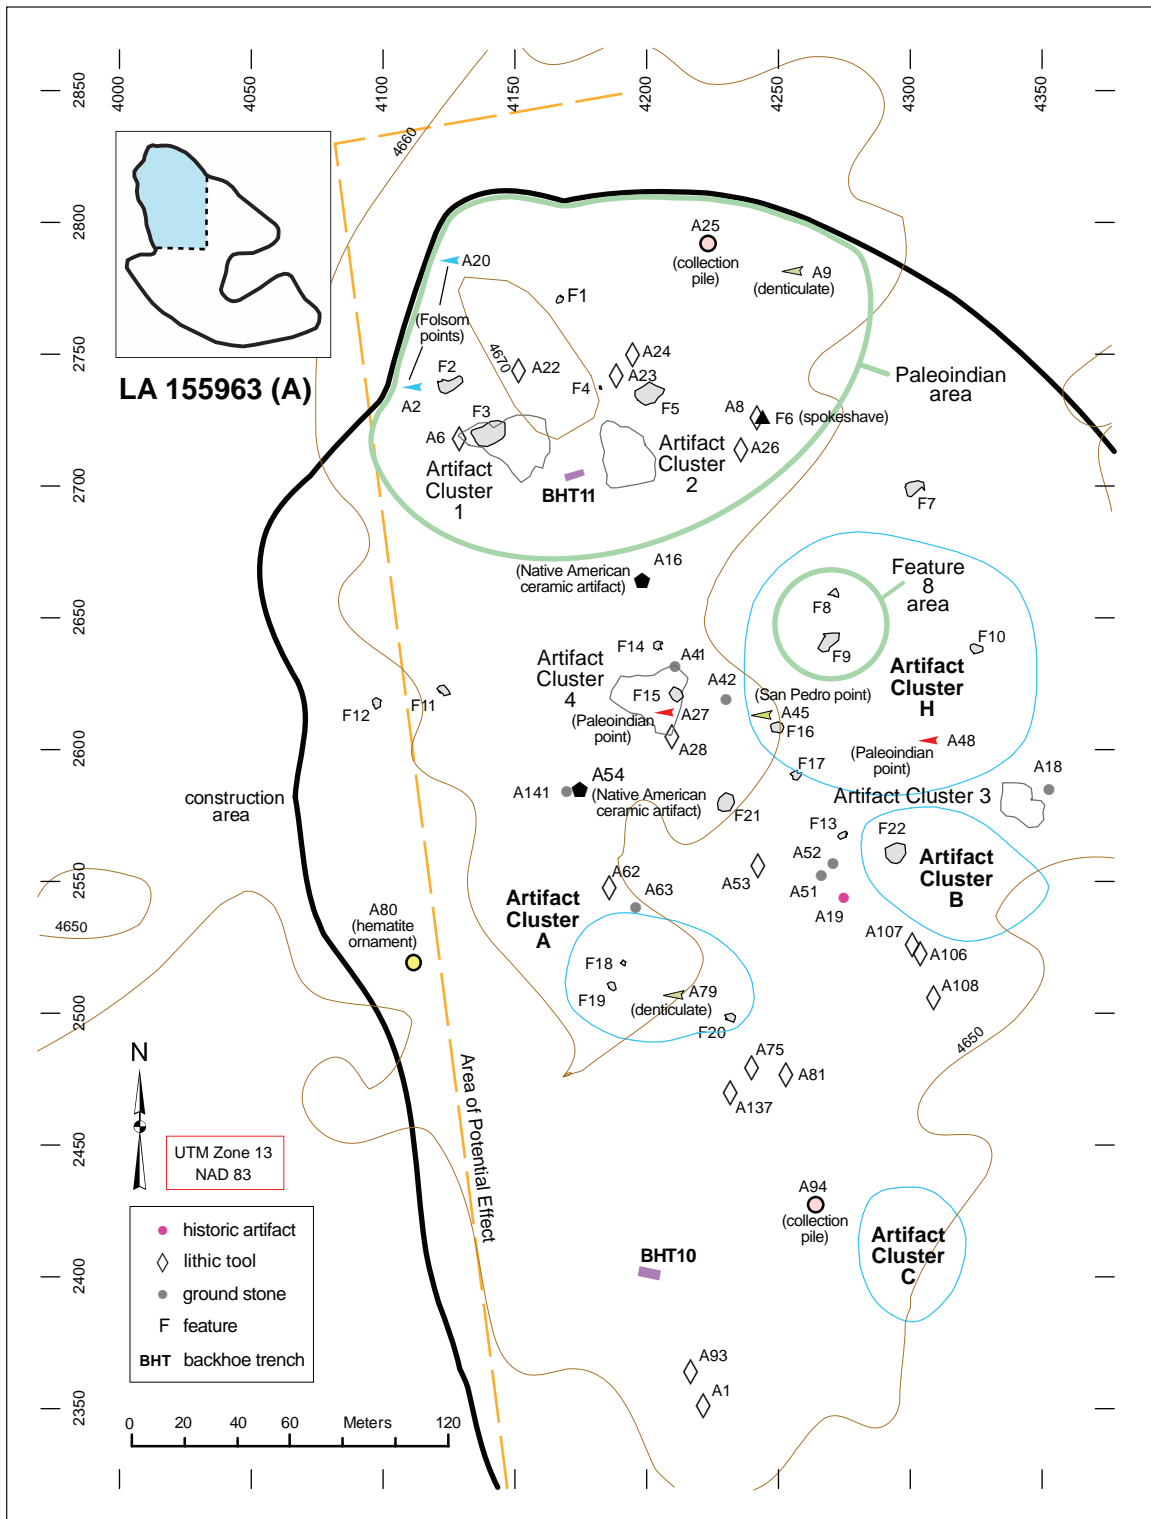 4000
4100
4150
4200
4250
4300
4350
2850
2800
2750
2700
2650
2600
2550
2500
2450
2400
2350
4660
LA 155963 (A)
A25
(collection
pile)
A9
(denticulate)
A20
(Folsom
points)
F1
4670
A22
A24
A23
F4
F5
F2
A2
F3
A6
Artifact
Cluster
1
A8
F6 (spokeshave)
A26
Artifact
Cluster
2
BHT11
Paleoindian
area
F7
A16
(Native American
ceramic artifact)
Feature
8
area
F8
F9
F10
Artifact
Cluster
H
F14
A41
Artifact
Cluster
4
F15
A42
(San Pedro point)
A45
F16
A27
(Paleoindian
point)
A28
A48
(Paleoindian
point)
F12
F11
F17
A18
A54
A141
(Native American
ceramic artifact)
F21
Artifact Cluster 3
construction
area
F13
F22
A52
A51
A53
A19
Artifact
Cluster
B
A62
A63
Artifact
Cluster
A
A80
(hematite
ornament)
4650
A107
A106
A108
F18
F19
A79
(denticulate)
F20
4650
A75
A81
A137
N
UTM Zone 13
NAD 83
Area of Potential Effect
A94
(collection
pile)
Artifact
Cluster
C
BHT10
A93
A1
historic artifact
lithic tool
ground stone
F feature
BHT backhoe trench
0 20 40 60 Meters 120